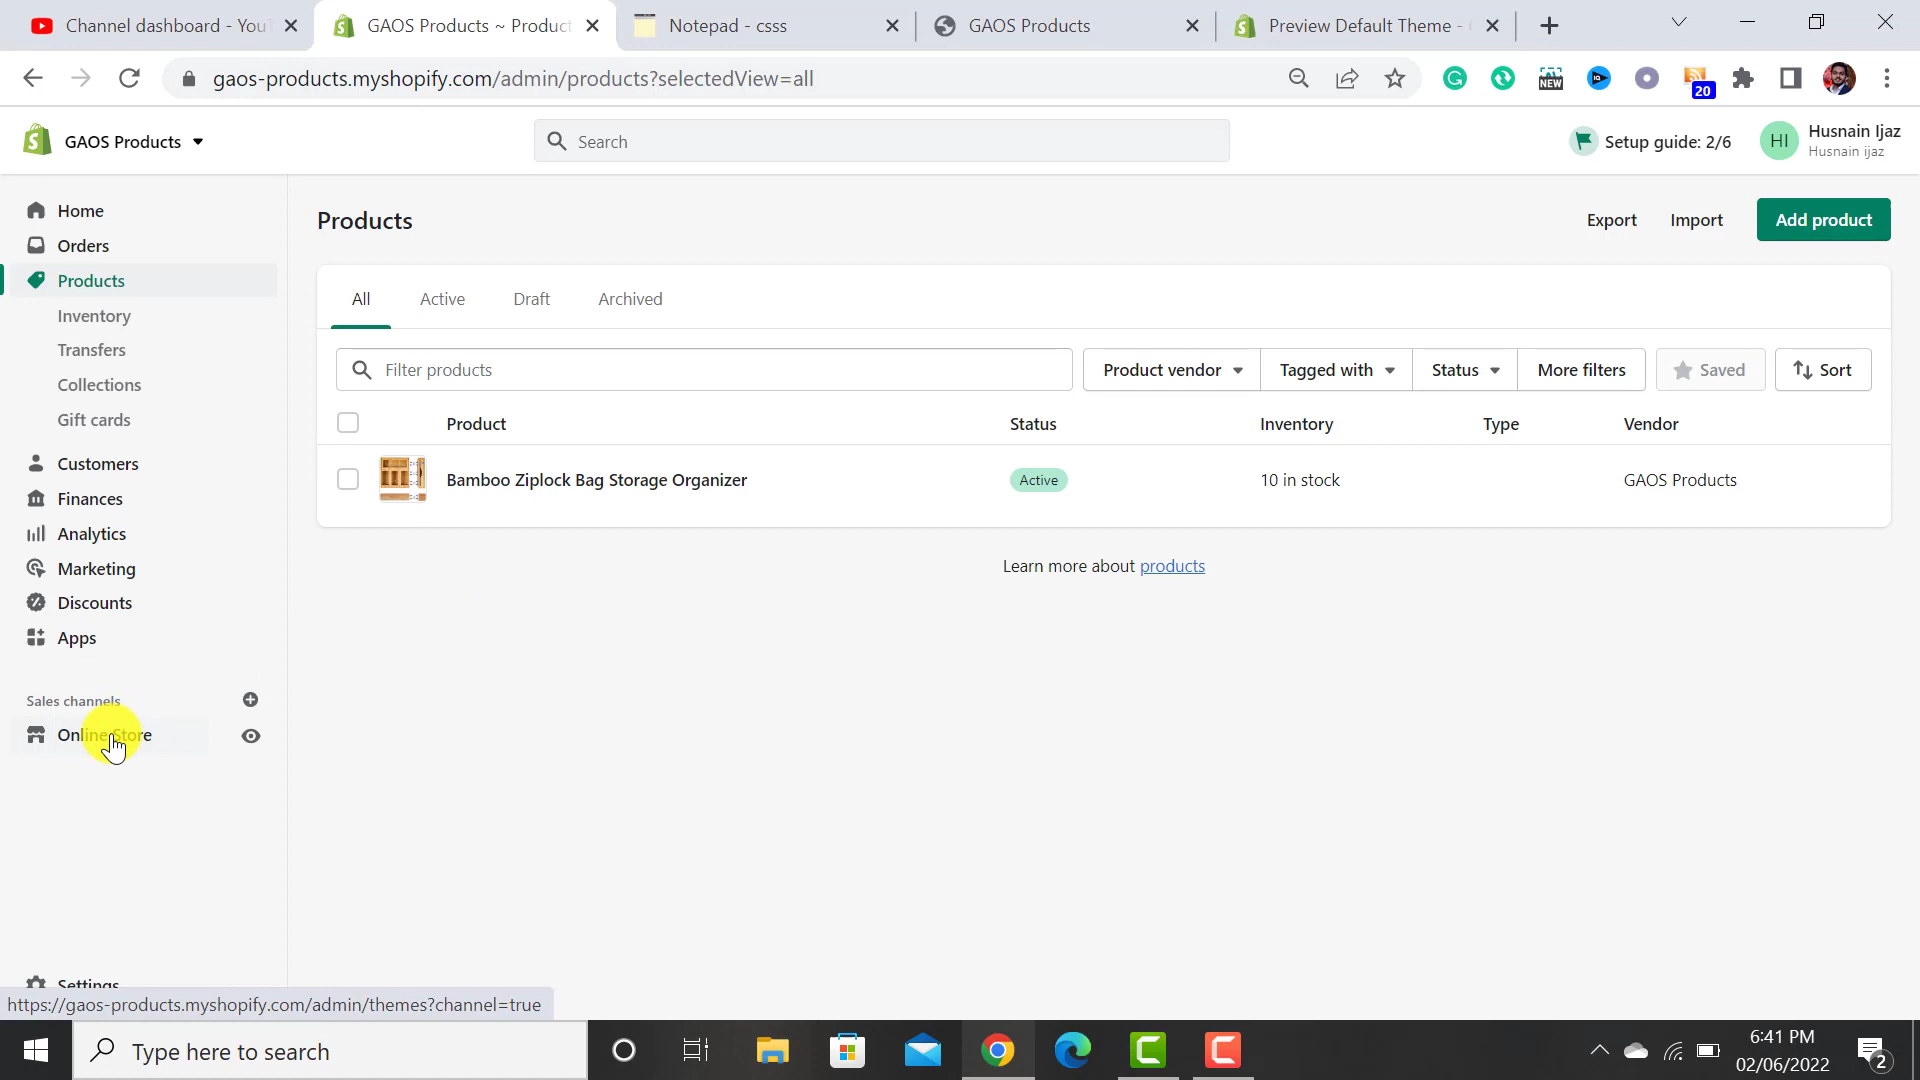 Channel dashboard - You
GAOS Products ~ Product
Notepad - csss
GAOS Products
Preview Default Theme -
gaos-products.myshopify.com/admin/products?selectedView=all
NEW
20
GAOS Products
Search
Setup guide: 2/6
HI
Husnain Ijaz
Husnain ijaz
Home
Orders
Products
Inventory
Transfers
Collections
Gift cards
Customers
Finances
Analytics
Marketing
Discounts
Apps
Sales channels
Online Store
Settings
Products
Export
Import
Add product
All
Active
Draft
Archived
Filter products
Product vendor
Tagged with
Status
More filters
Saved
Sort
Product
Status
Inventory
Type
Vendor
Bamboo Ziplock Bag Storage Organizer
Active
10 in stock
GAOS Products
Learn more about products
https://gaos-products.myshopify.com/admin/themes?channel=true
Type here to search
6:41 PM
02/06/2022
2